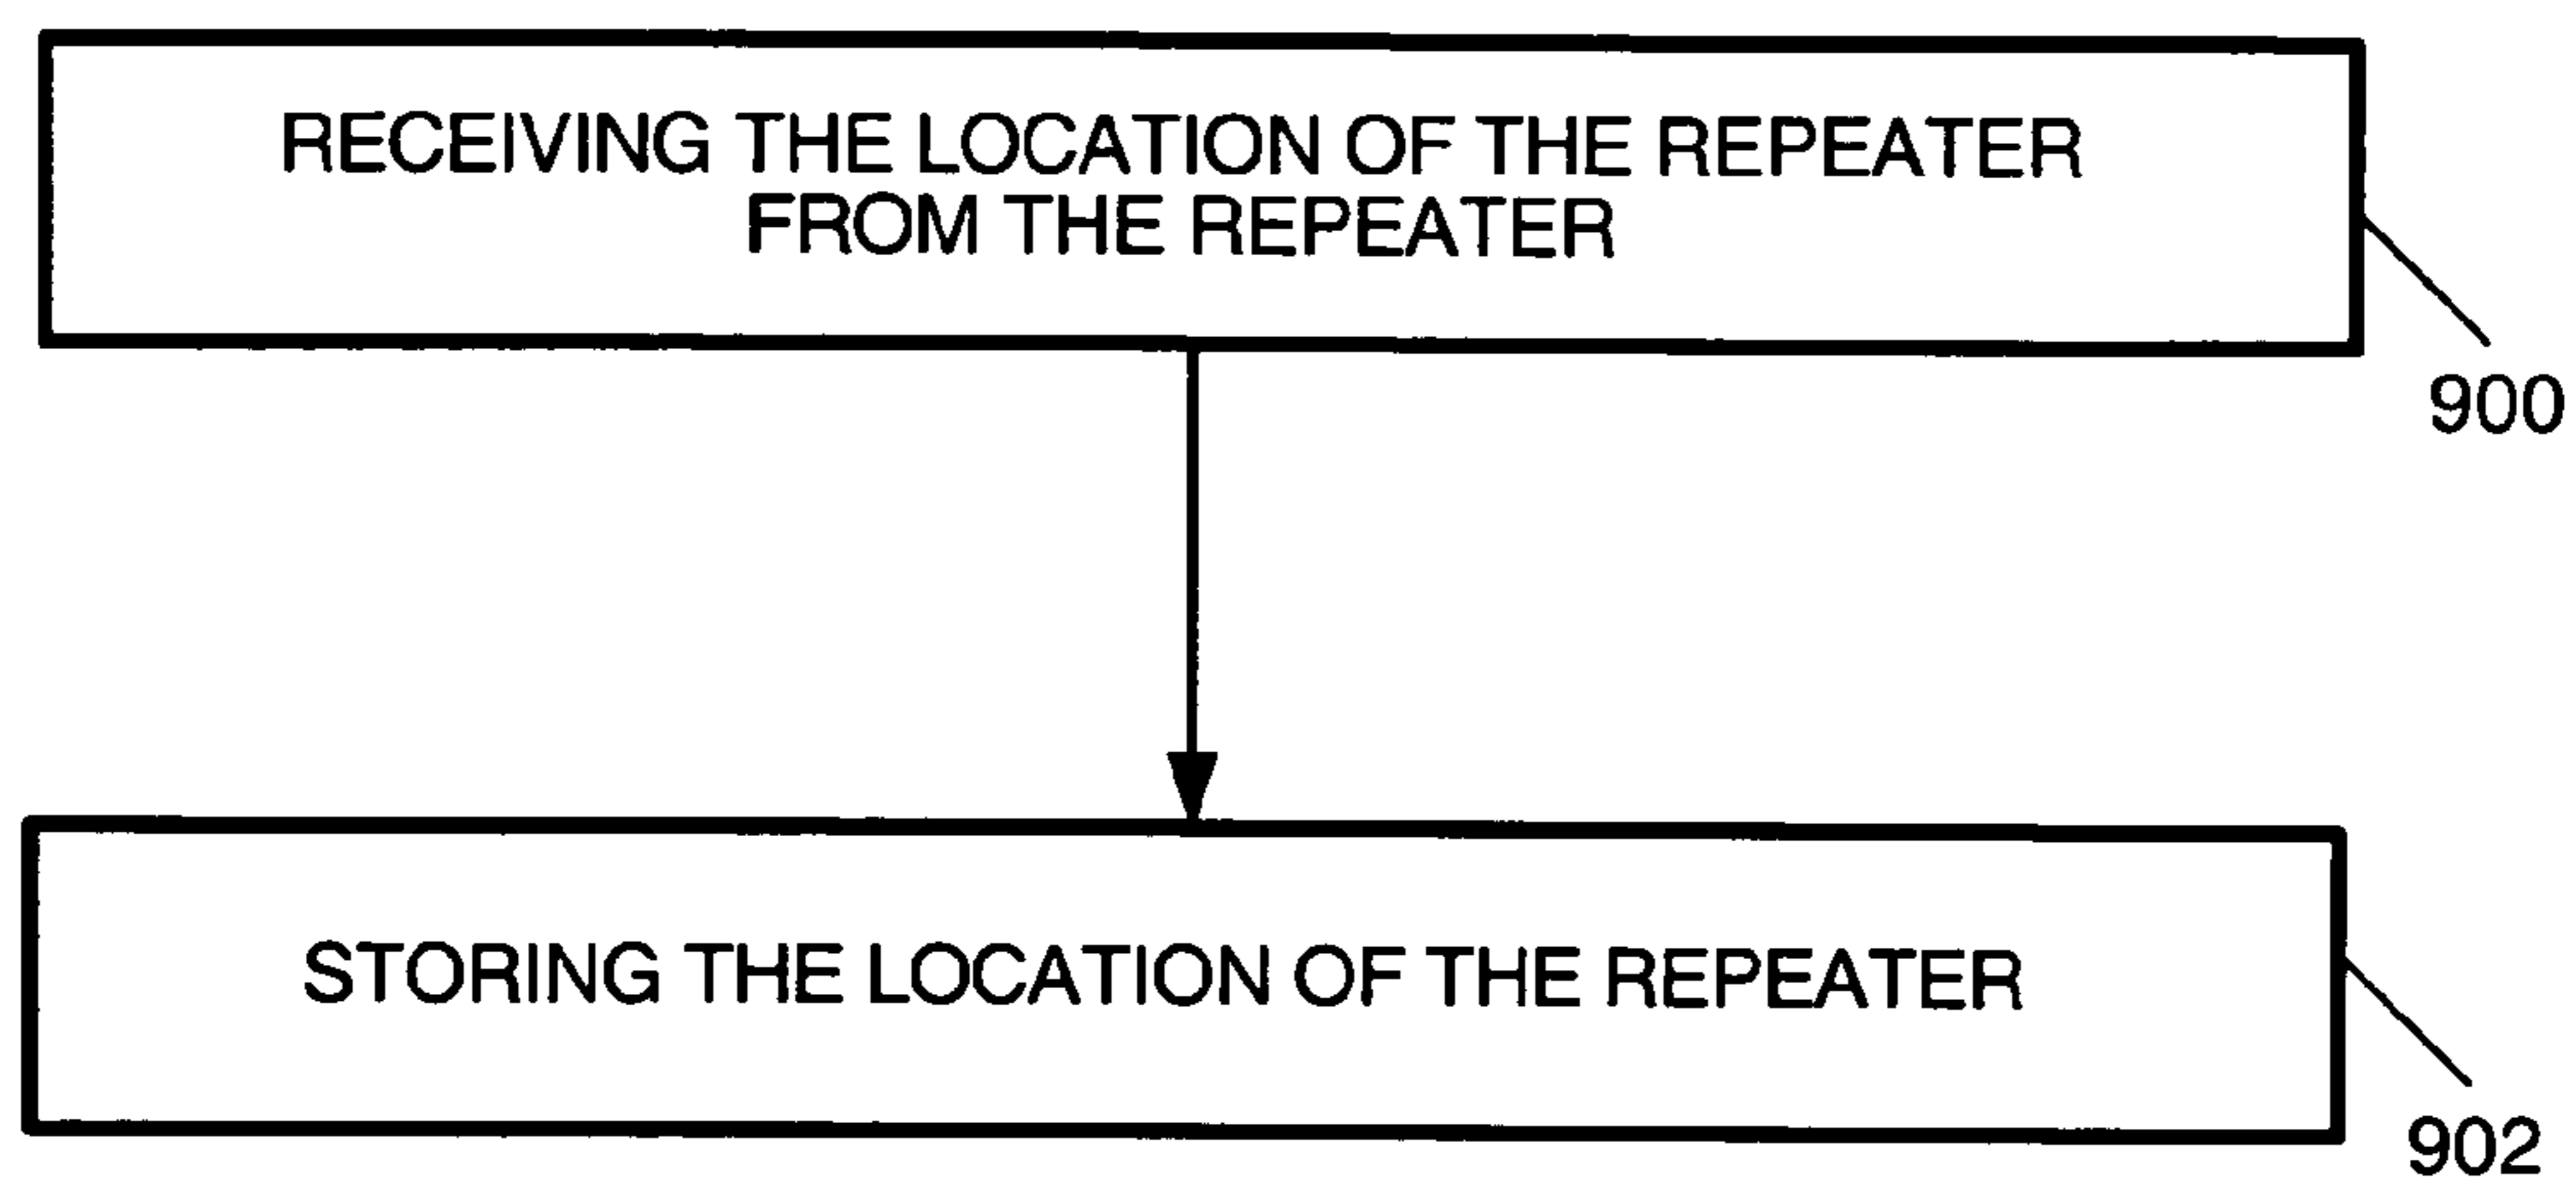 RECEIVING THE LOCATION OF THE REPEATER
FROM THE REPEATER
900
STORING THE LOCATION OF THE REPEATER
902